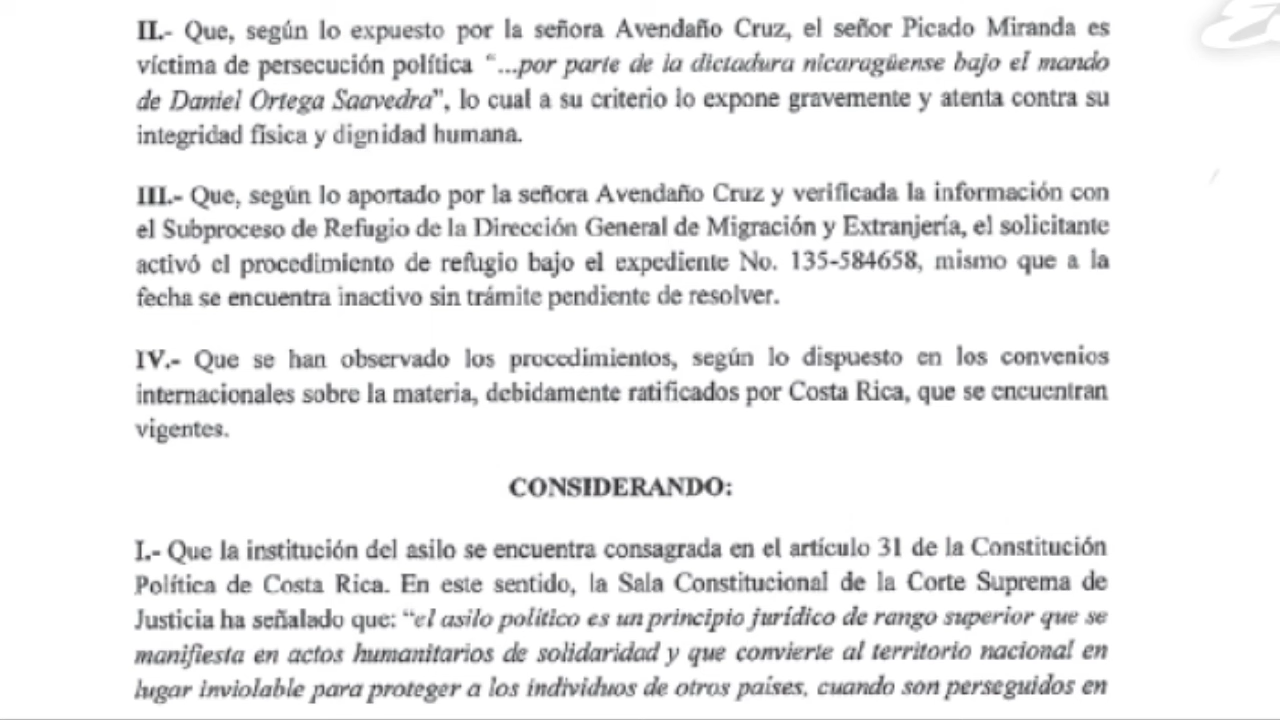 II.- Que, según lo expuesto por la señora Avendaño Cruz, el señor Picado Miranda es
víctima de persecución política "...por parte de la dictadura nicaragüense bajo el mando
de Daniel Ortega Saavedra", lo cual a su criterio lo expone gravemente y atenta contra su
integridad física y dignidad humana.
III.- Que, según lo aportado por la señora Avendaño Cruz y verificada la información con
el Subproceso de Refugio de la Dirección General de Migración y Extranjería, el solicitante
activó el procedimiento de refugio bajo el expediente No. 135-584658, mismo que a la
fecha se encuentra inactivo sin trámite pendiente de resolver.
IV.- Que se han observado los procedimientos, según lo dispuesto en los convenios
internacionales sobre la materia, debidamente ratificados por Costa Rica, que se encuentran
vigentes.
CONSIDERANDO:
I.- Que la institución del asilo se encuentra consagrada en el artículo 31 de la Constitución
Política de Costa Rica. En este sentido, la Sala Constitucional de la Corte Suprema de
Justicia ha señalado que: "el asilo político es un principio jurídico de rango superior que se
manifiesta en actos humanitarios de solidaridad y que convierte al territorio nacional en
lugar inviolable para proteger a los individuos de otros países, cuando son perseguidos en